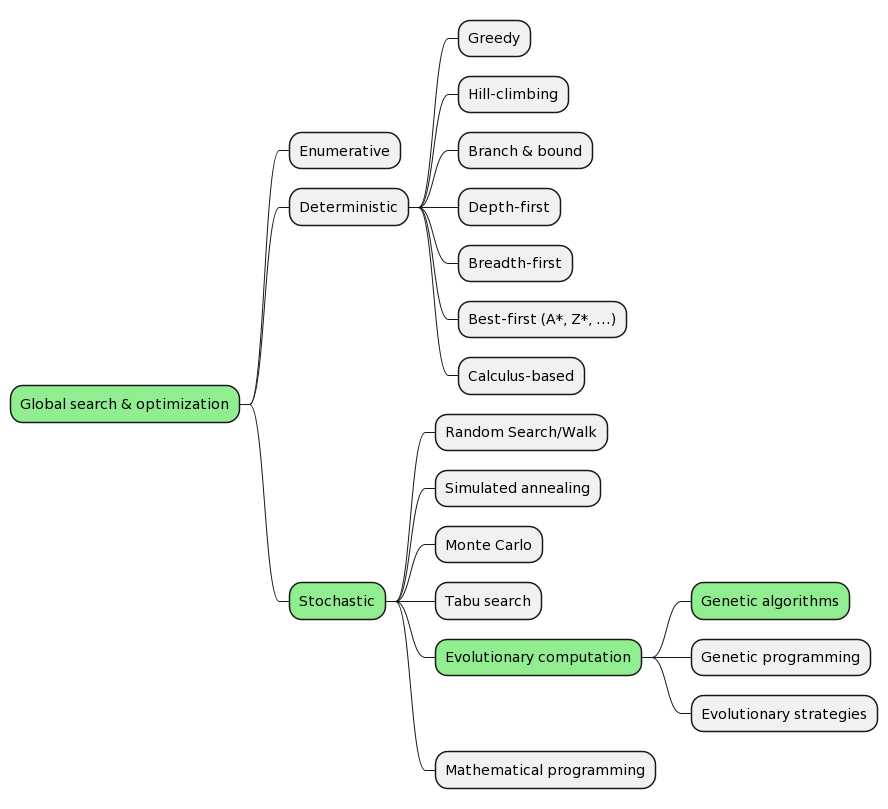 Global search & optimization
Enumerative
Deterministic
Greedy
Hill-climbing
Branch & bound
Depth-first
Breadth-first
Best-first (A*, Z*, ...)
Calculus-based
Stochastic
Random Search/Walk
Simulated annealing
Monte Carlo
Tabu search
Evolutionary computation
Genetic algorithms
Genetic programming
Evolutionary strategies
Mathematical programming